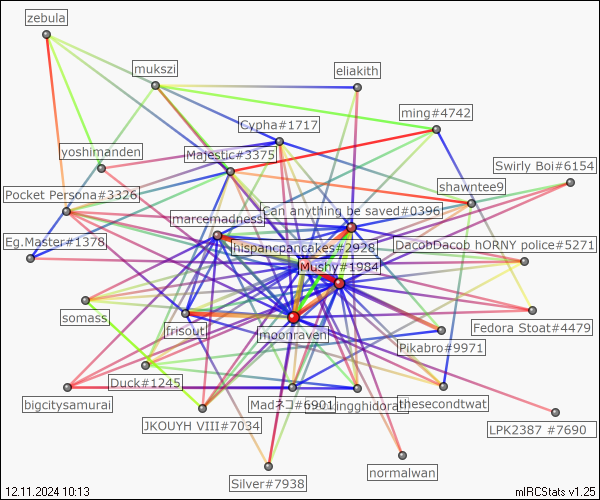 zebula
mukszi
eliakith
ming#4742
Cypha#1717
yoshimanden
Majestic#3375
Swirly Boi#6154
shawntee9
Pocket Persona#3326
Can anything be saved#0396
marcemadness
Eg.Master#1378
hispancpancakes#2928
DacobDacob hORNY police#5271
Mushy#1984
somass
frisout
moonraven
Fedora Stoat#4479
Pikabro#9971
Duck#1245
bigcitysamurai
Madネコ#6901
kingghidorah
thesecondtwat
JKOUYH VIII#7034
LPK2387 #7690
normalwan
Silver#7938
12.11.2024 10:13
mIRCStats v1.25